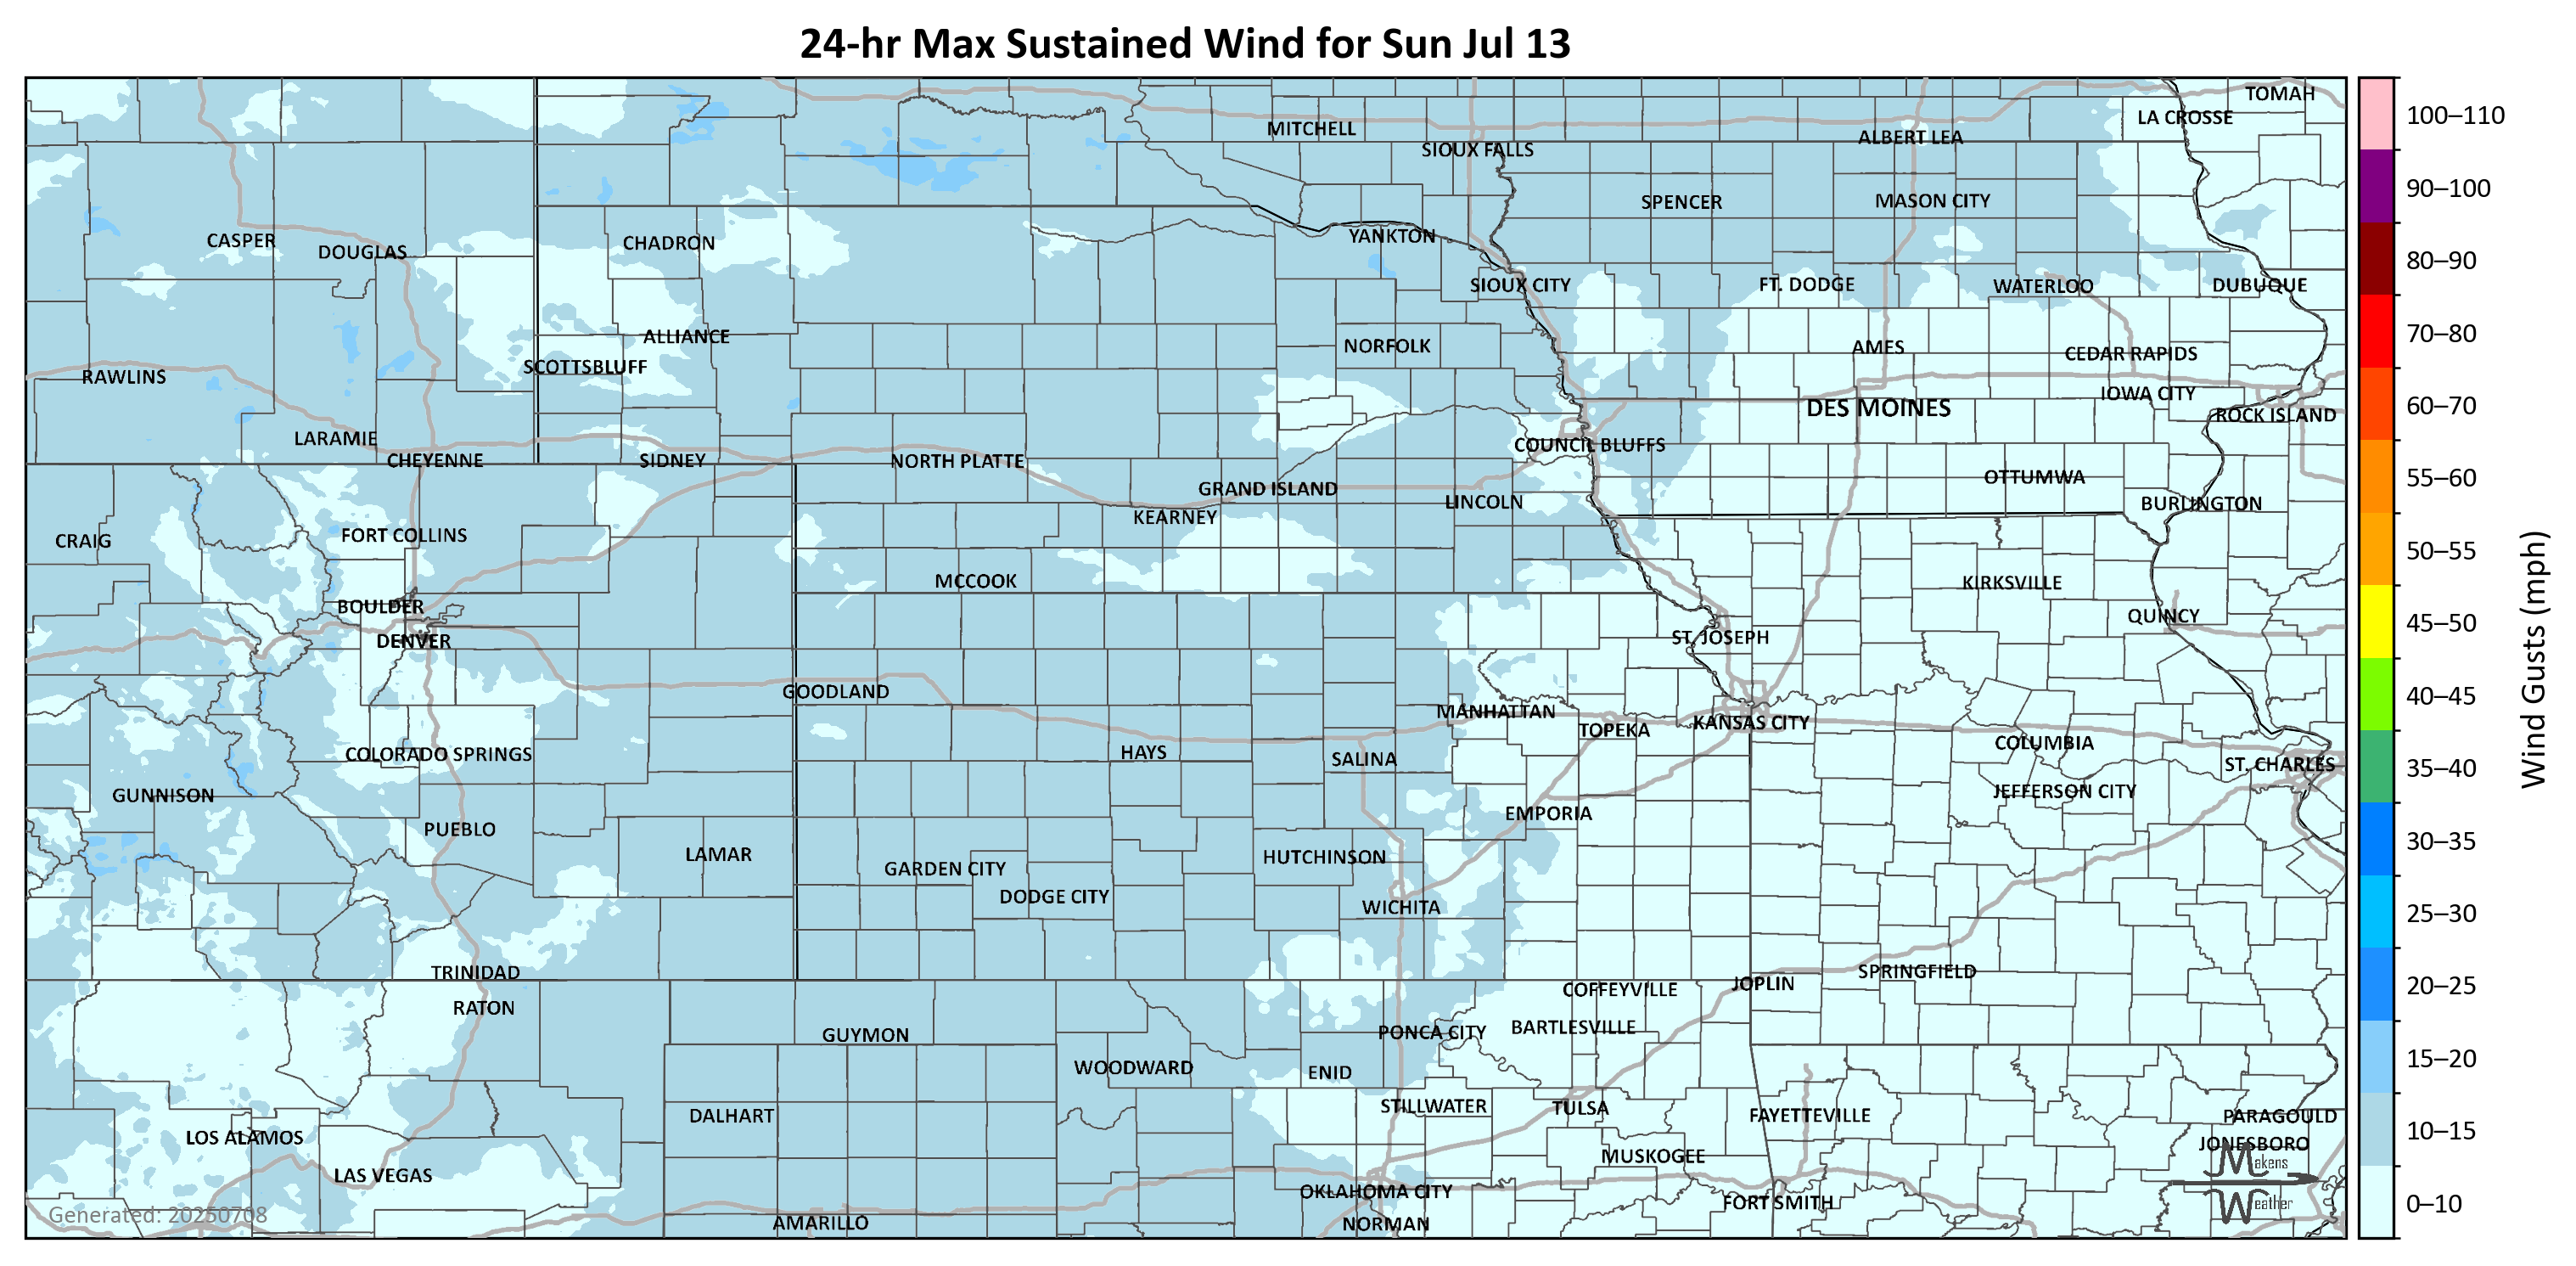 24-hr Max Sustained Wind for Sun Jul 13
TOMAH
LA CROSSE
MITCHELL
ALBERT LEA
SIOUX FALLS
SPENCER
MASON CITY
CASPER
DOUGLAS
CHADRON
YANKTON
SIOUX CITY
FT. DODGE
WATERLOO
DUBUQUE
ALLIANCE
NORFOLK
AMES
CEDAR RAPIDS
SCOTTSBLUFF
RAWLINS
IOWA CITY
DES MOINES
ROCK ISLAND
LARAMIE
COUNCIL BLUFFS
CHEYENNE
SIDNEY
NORTH PLATTE
OTTUMWA
GRAND ISLAND
LINCOLN
BURLINGTON
KEARNEY
FORT COLLINS
CRAIG
MCCOOK
KIRKSVILLE
BOULDER
QUINCY
DENVER
ST. JOSEPH
GOODLAND
MANHATTAN
KANSAS CITY
TOPEKA
COLUMBIA
COLORADO SPRINGS
HAYS
SALINA
ST. CHARLES
GUNNISON
JEFFERSON CITY
EMPORIA
PUEBLO
LAMAR
HUTCHINSON
GARDEN CITY
DODGE CITY
WICHITA
TRINIDAD
SPRINGFIELD
JOPLIN
COFFEYVILLE
RATON
BARTLESVILLE
PONCA CITY
GUYMON
WOODWARD
ENID
STILLWATER
TULSA
DALHART
FAYETTEVILLE
PARAGOULD
LOS ALAMOS
JONESBORO
MUSKOGEE
LAS VEGAS
OKLAHOMA CITY
FORT SMITH
AMARILLO
NORMAN
Makens
Weather
Generated: 20250708
100–110
90–100
80–90
70–80
60–70
55–60
50–55
45–50
40–45
35–40
30–35
25–30
20–25
15–20
10–15
0–10
Wind Gusts (mph)